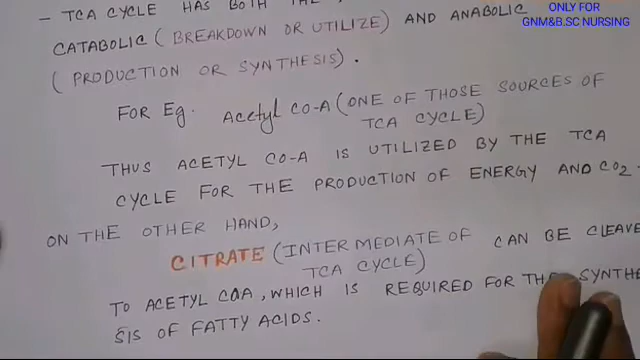 ONLY FOR
GNM&B.SC NURSING
- TCA CYCLE HAS BOTH THE
CATABOLIC (BREAKDOWN OR UTILIZE) AND ANABOLIC
(PRODUCTION OR SYNTHESIS).
FOR Eg. Acetyl CO-A (ONE OF THOSE SOURCES OF
TCA CYCLE)
THUS ACETYL CO-A IS UTILIZED BY THE TCA
CYCLE FOR THE PRODUCTION OF ENERGY AND CO2.
ON THE OTHER HAND,
CITRATE (INTERMEDIATE OF CAN BE CLEAVE
TCA CYCLE)
TO ACETYL COA, WHICH IS REQUIRED FOR THE SYNTHE
SIS OF FATTY ACIDS.